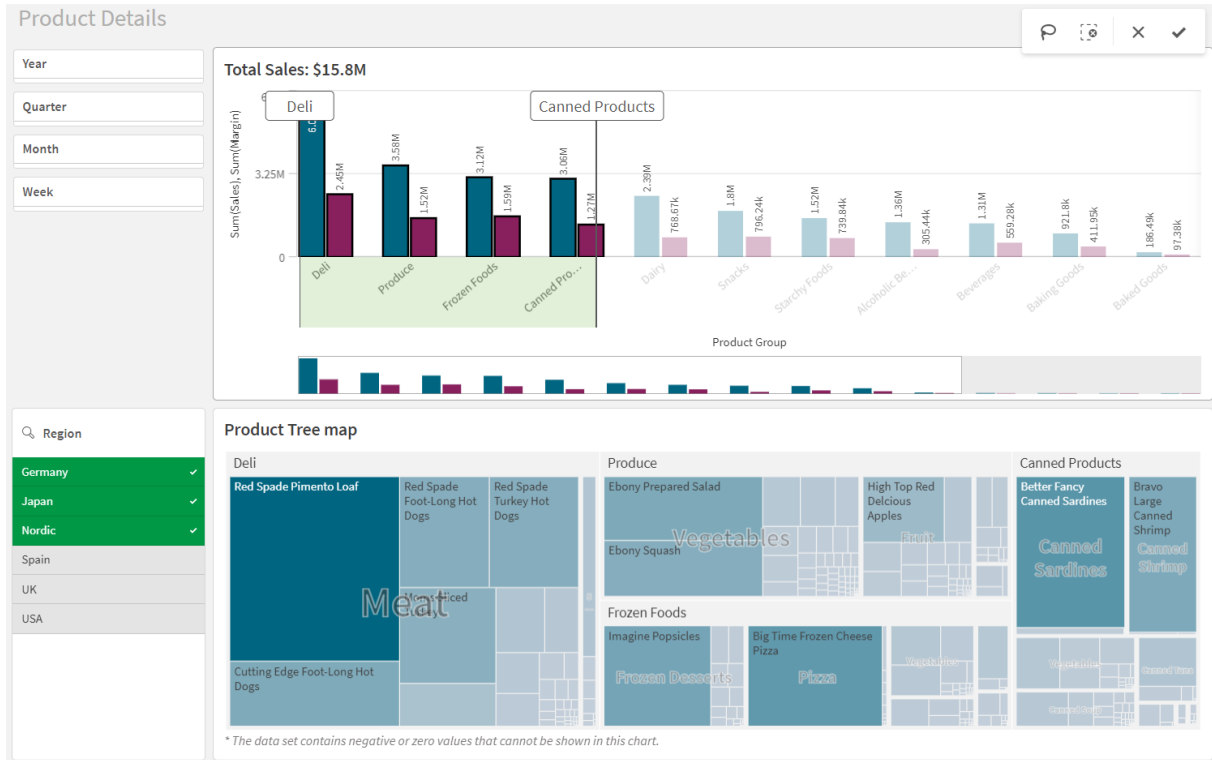 Product Details
Year
Quarter
Month
Week
Total Sales: $15.8M
Deli
Canned Products
Sum(Sales), Sum(Margin)
3.25M
0
2.45M
3.58M
1.52M
3.12M
1.59M
3.06M
1.27M
2.39M
768.67k
1.8M
796.24k
1.52M
739.84k
1.36M
305.44k
1.31M
559.28k
921.8k
411.95k
186.49k
97.38k
Deli
Produce
Frozen Foods
Canned Pro...
Dairy
Snacks
Starchy Foods
Alcoholic Be...
Beverages
Baking Goods
Baked Goods
Product Group
Region
Germany
Japan
Nordic
Spain
UK
USA
Product Tree map
Deli
Red Spade Pimento Loaf
Red Spade
Foot-Long Hot
Dogs
Red Spade
Turkey Hot
Dogs
Meat
Cutting Edge Foot-Long Hot
Dogs
Produce
Ebony Prepared Salad
Vegetables
Ebony Squash
High Top Red
Delcious
Apples
Fruit
Frozen Foods
Imagine Popsicles
Frozen Desserts
Big Time Frozen Cheese
Pizza
Pizza
Vegetables
Canned Products
Better Fancy
Canned Sardines
Canned
Sardines
Bravo
Large
Canned
Shrimp
Canned
Shrimp
Vegetables
Canned Tuna
Canned Soup
* The data set contains negative or zero values that cannot be shown in this chart.